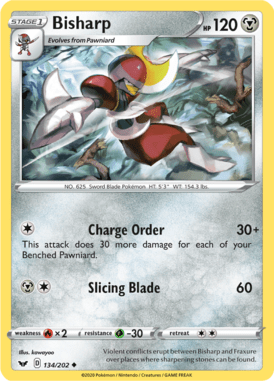 STAGE 1 Bisharp HP 120
Evolves from Pawniard
NO. 625 Sword Blade Pokémon HT: 5'3" WT: 154.3 lbs.
Charge Order 30+
This attack does 30 more damage for each of your
Benched Pawniard.
Slicing Blade 60
weakness ×2 resistance -30 retreat
Illus. kawayoo
D 134/202
Violent conflicts erupt between Bisharp and Fraxure
over places where sharpening stones can be found.
©2020 Pokémon / Nintendo / Creatures / GAME FREAK